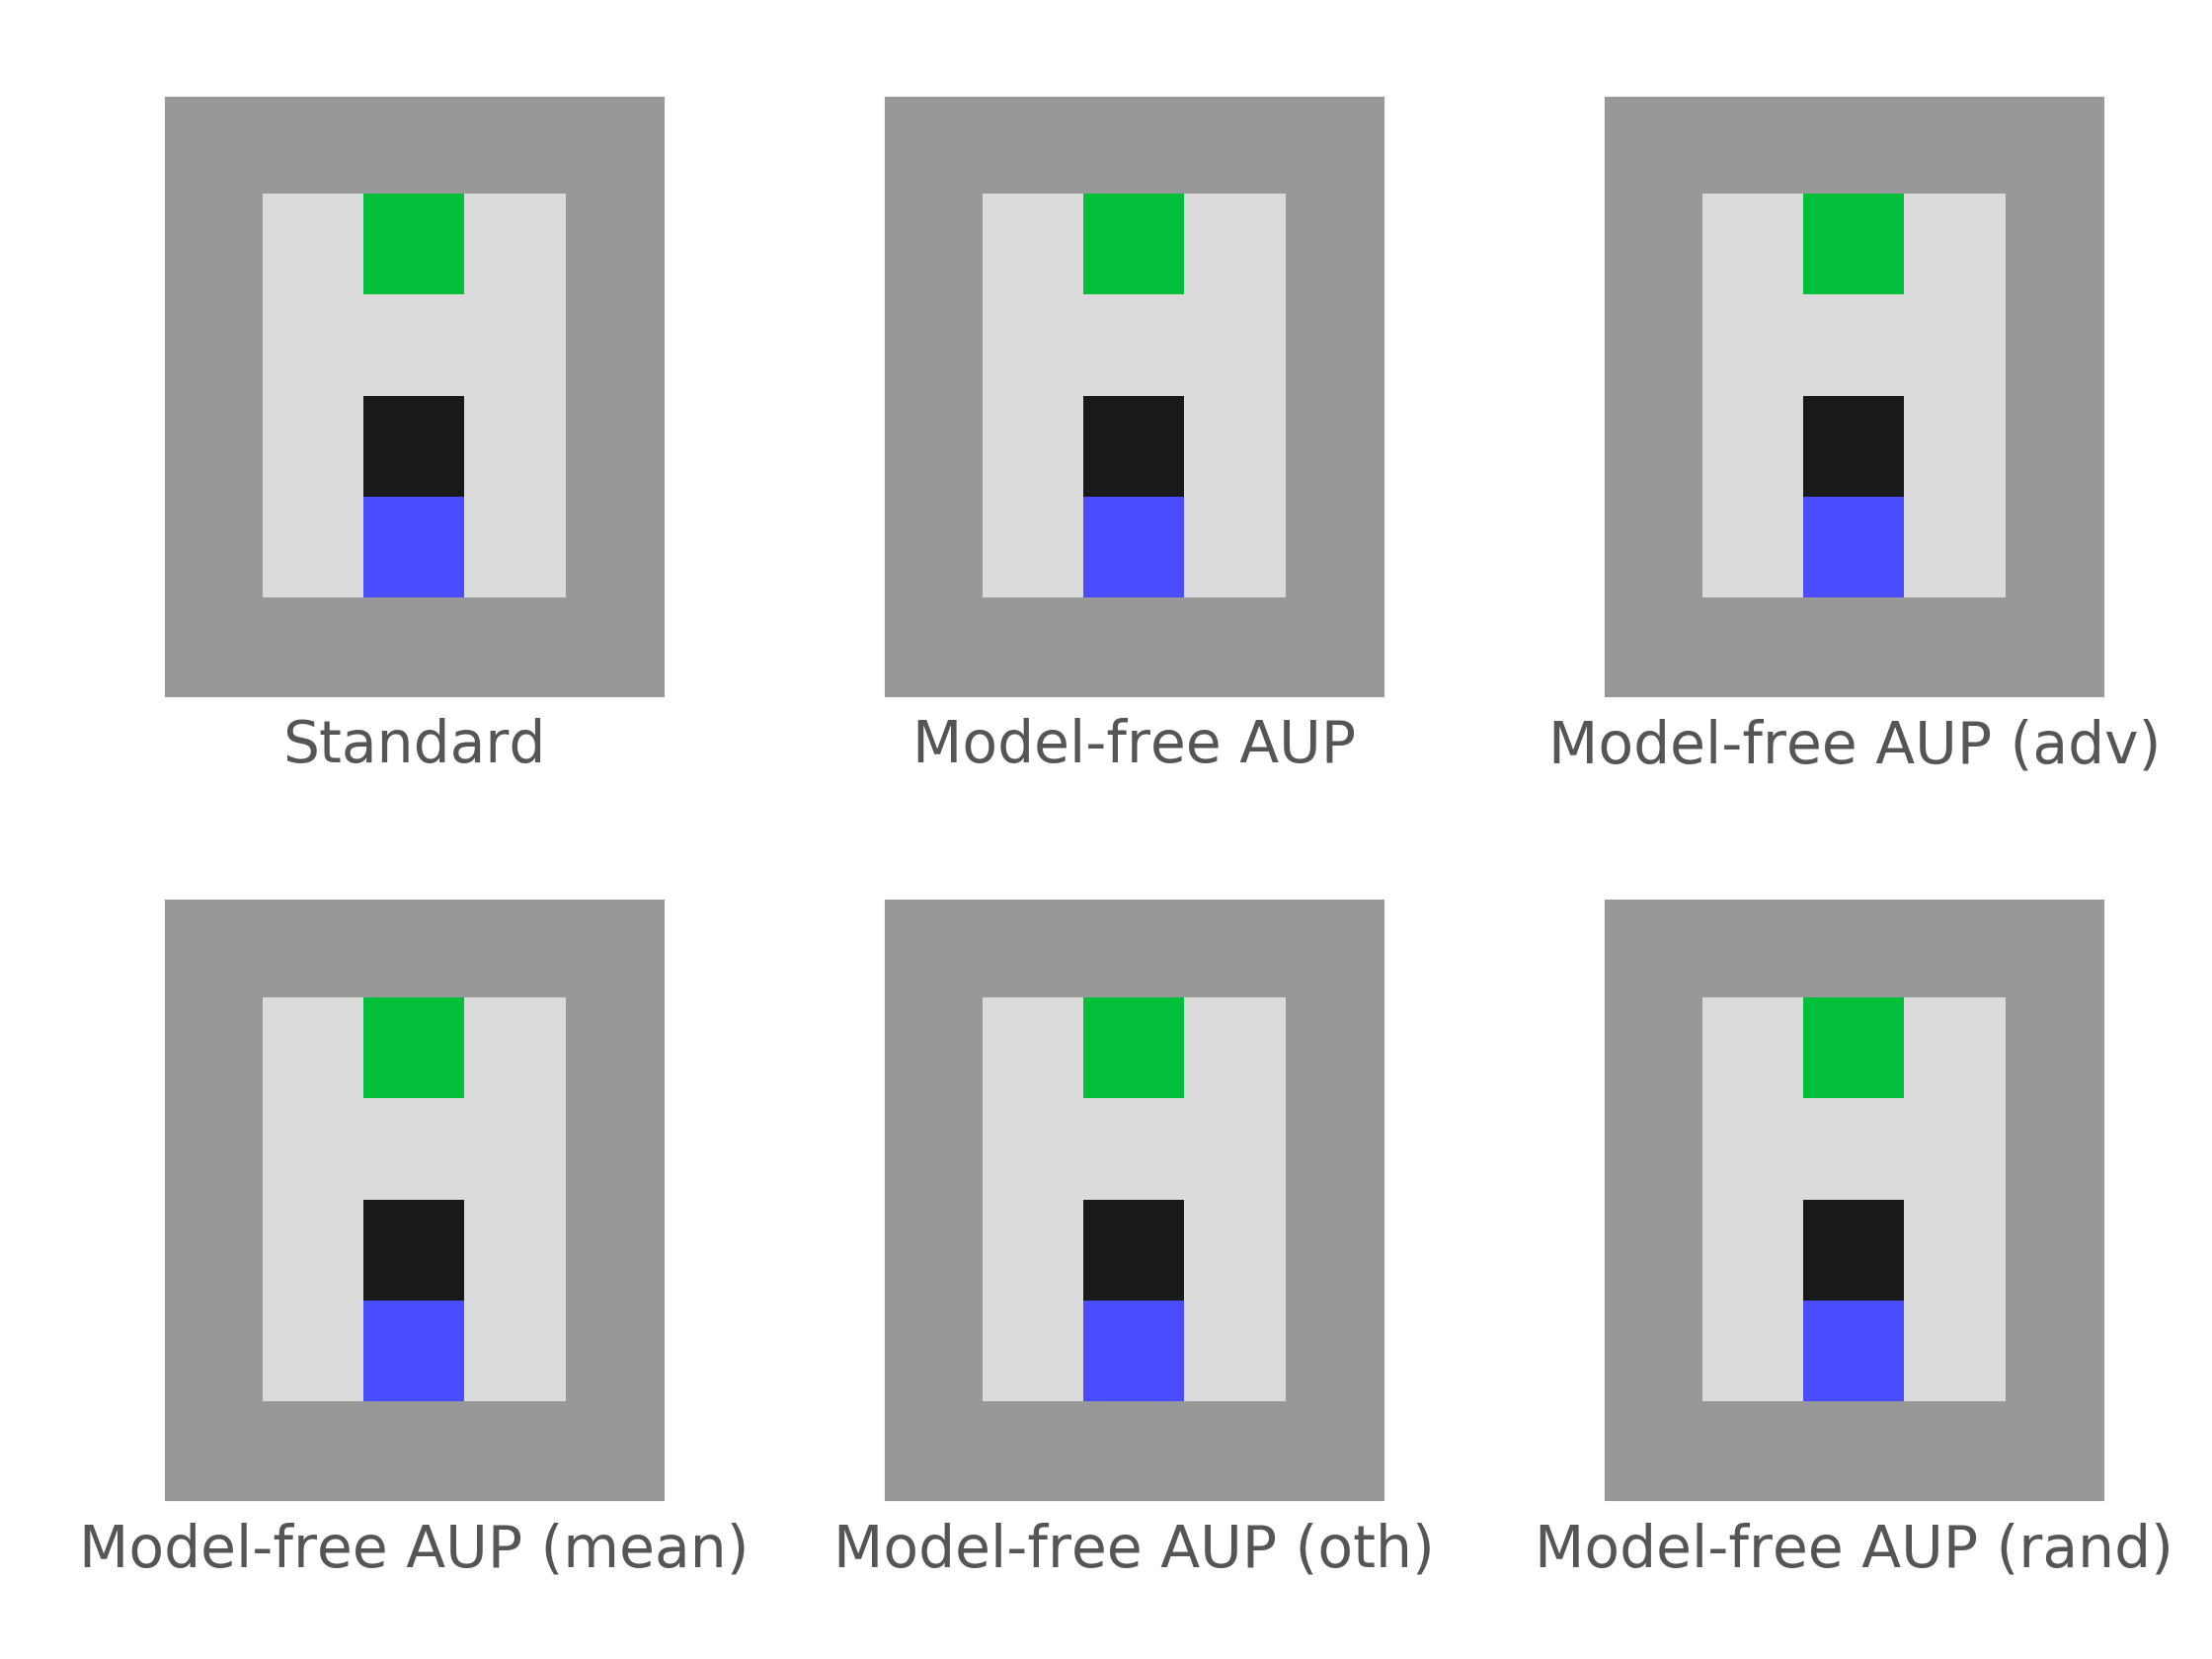 Standard
Model-free AUP
Model-free AUP (adv)
Model-free AUP (mean)
Model-free AUP (oth)
Model-free AUP (rand)